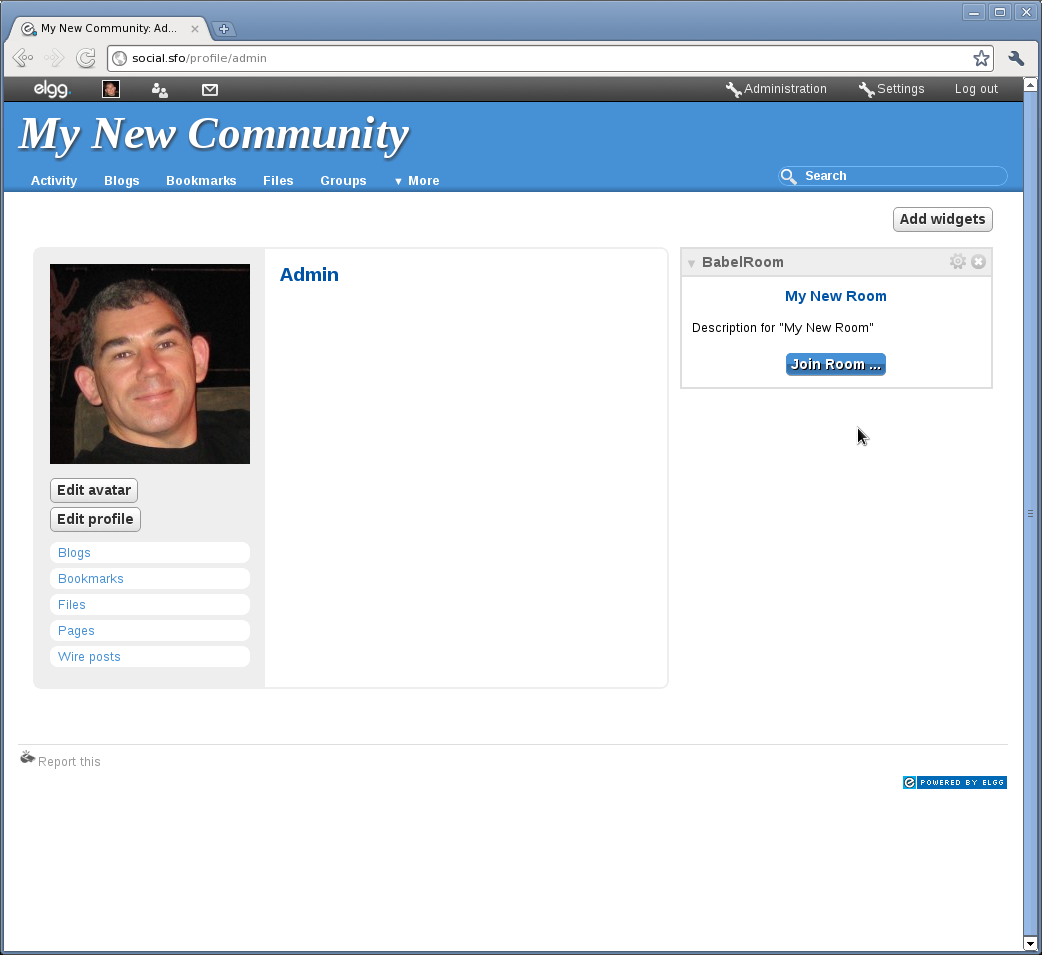 My New Community: Ad...
social.sfo/profile/admin
elgg. Administration Settings Log out
My New Community
Activity Blogs Bookmarks Files Groups ▼ More Search
Add widgets
Admin
Edit avatar
Edit profile
Blogs
Bookmarks
Files
Pages
Wire posts
BabelRoom
My New Room
Description for "My New Room"
Join Room ...
Report this
POWERED BY ELGG